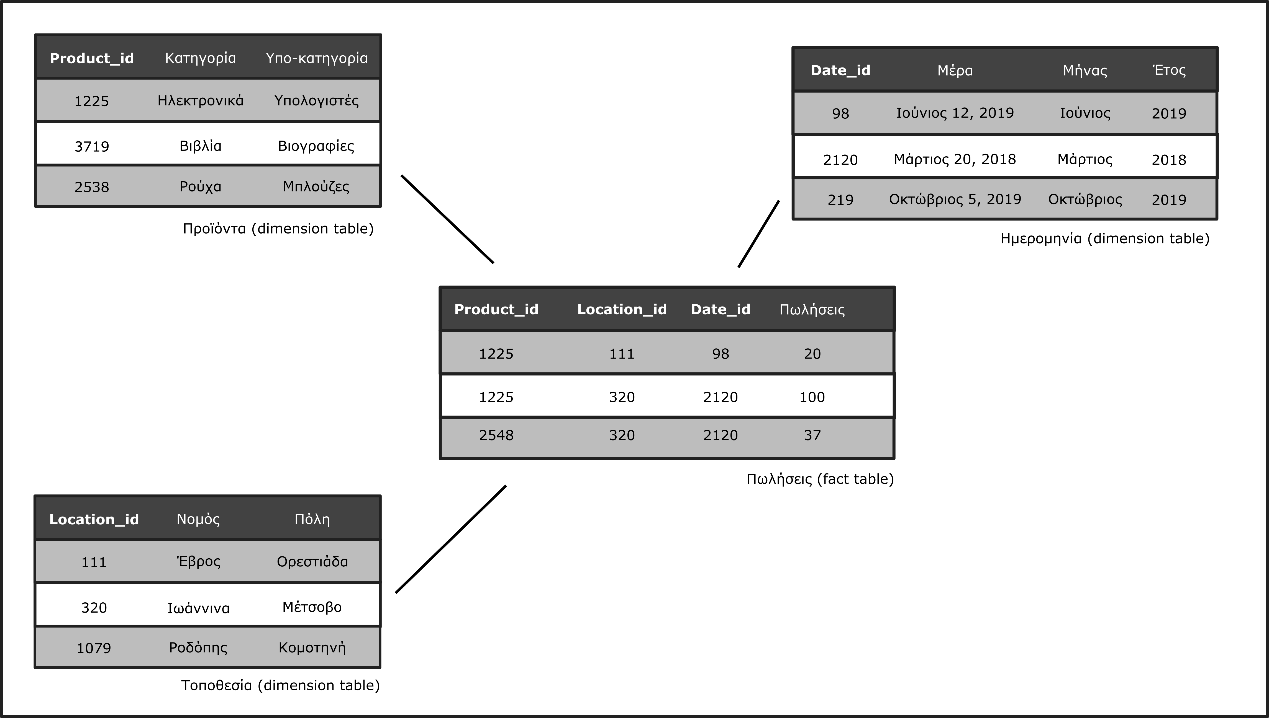 Product_id Κατηγορία Υπο-κατηγορία
1225 Ηλεκτρονικά Υπολογιστές
3719 Βιβλία Βιογραφίες
2538 Ρούχα Μπλούζες
Προϊόντα (dimension table)
Date_id Μέρα Μήνας Έτος
98 Ιούνιος 12, 2019 Ιούνιος 2019
2120 Μάρτιος 20, 2018 Μάρτιος 2018
219 Οκτώβριος 5, 2019 Οκτώβριος 2019
Ημερομηνία (dimension table)
Product_id Location_id Date_id Πωλήσεις
1225 111 98 20
1225 320 2120 100
2548 320 2120 37
Πωλήσεις (fact table)
Location_id Νομός Πόλη
111 Έβρος Ορεστιάδα
320 Ιωάννινα Μέτσοβο
1079 Ροδόπης Κομοτηνή
Τοποθεσία (dimension table)